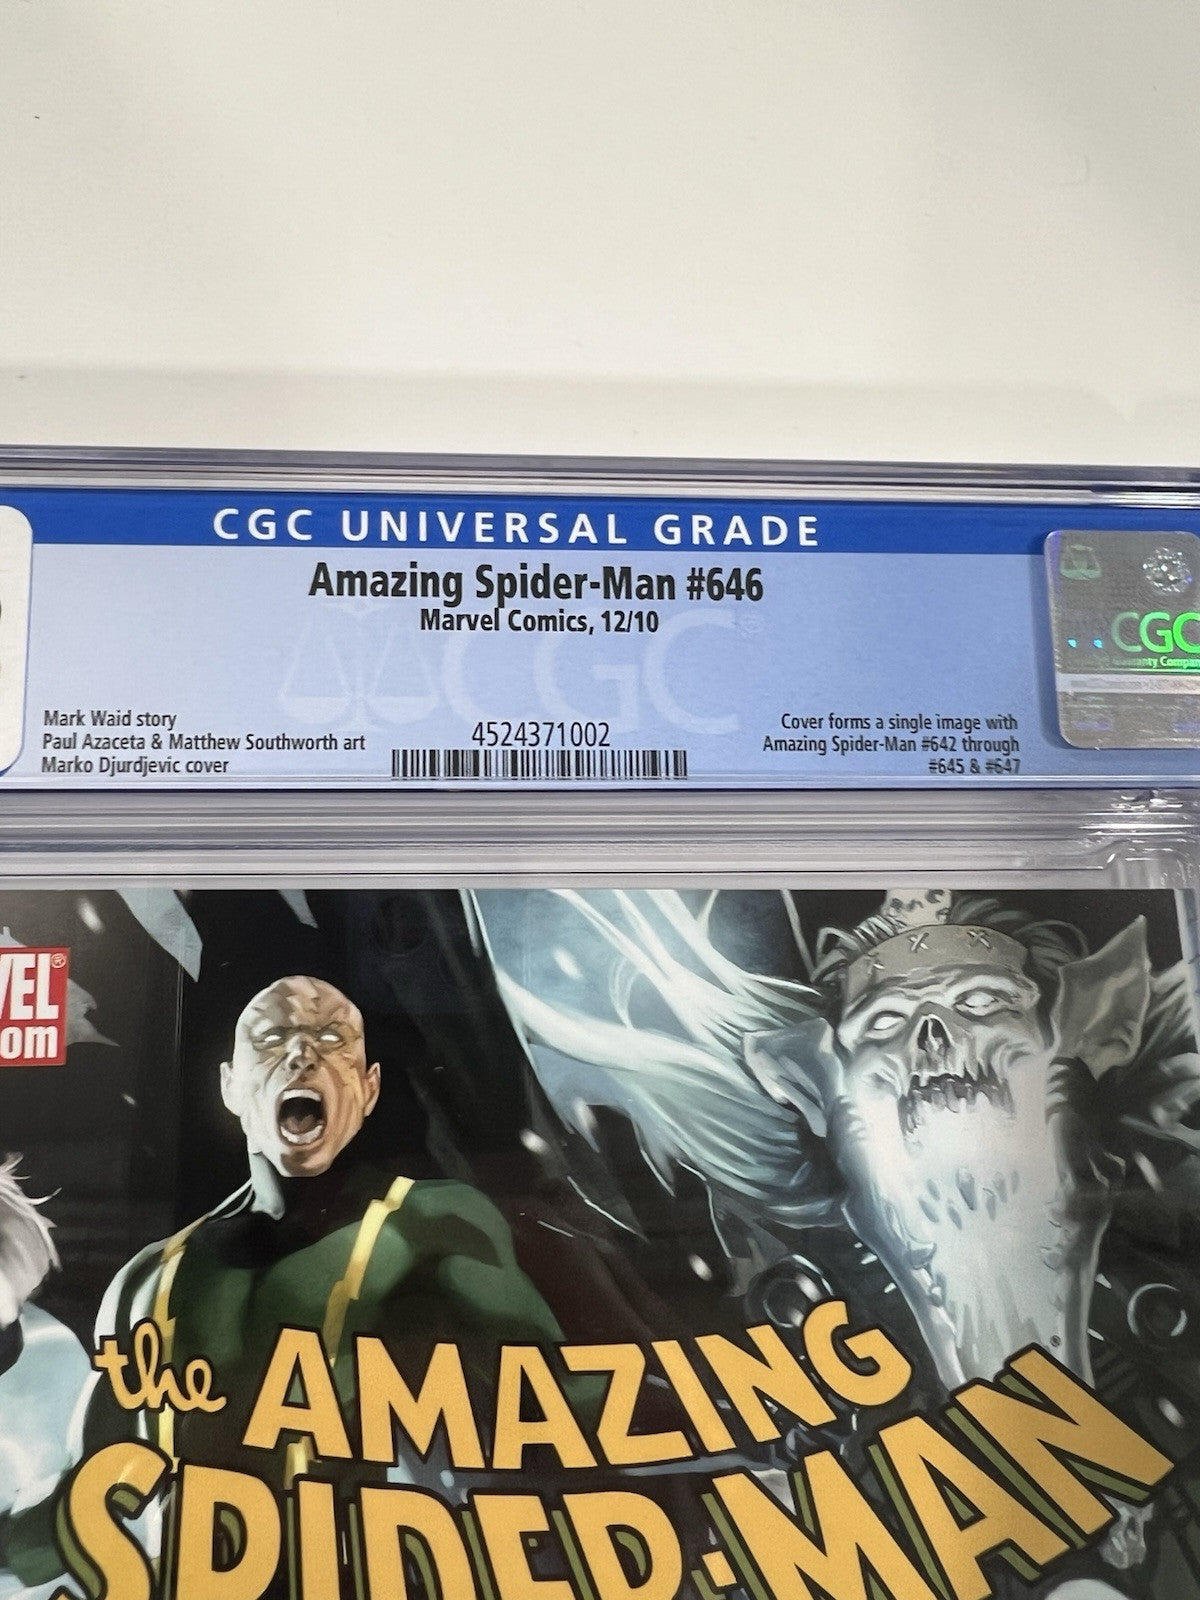 CGC UNIVERSAL GRADE
Amazing Spider-Man #646
Marvel Comics, 12/10
CGC
Mark Waid story
Paul Azaceta & Matthew Southworth art
Marko Djurdjevic cover
4524371002
Cover forms a single image with
Amazing Spider-Man #642 through
#645 & #647
CGC
the AMAZING
SPIDER-MAN